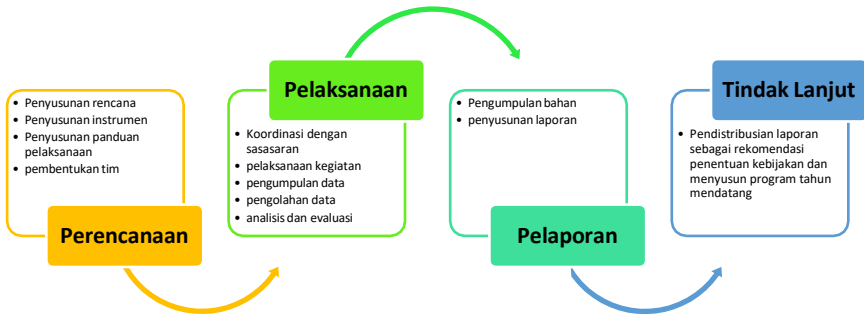 • Penyusunan rencana
• Penyusunan instrumen
• Penyusunan panduan
pelaksanaan
• pembentukan tim
Perencanaan
Pelaksanaan
• Koordinasi dengan
sasasaran
• pelaksanaan kegiatan
• pengumpulan data
• pengolahan data
• analisis dan evaluasi
• Pengumpulan bahan
• penyusunan laporan
Pelaporan
Tindak Lanjut
• Pendistribusian laporan
sebagai rekomendasi
penentuan kebijakan dan
menyusun program tahun
mendatang